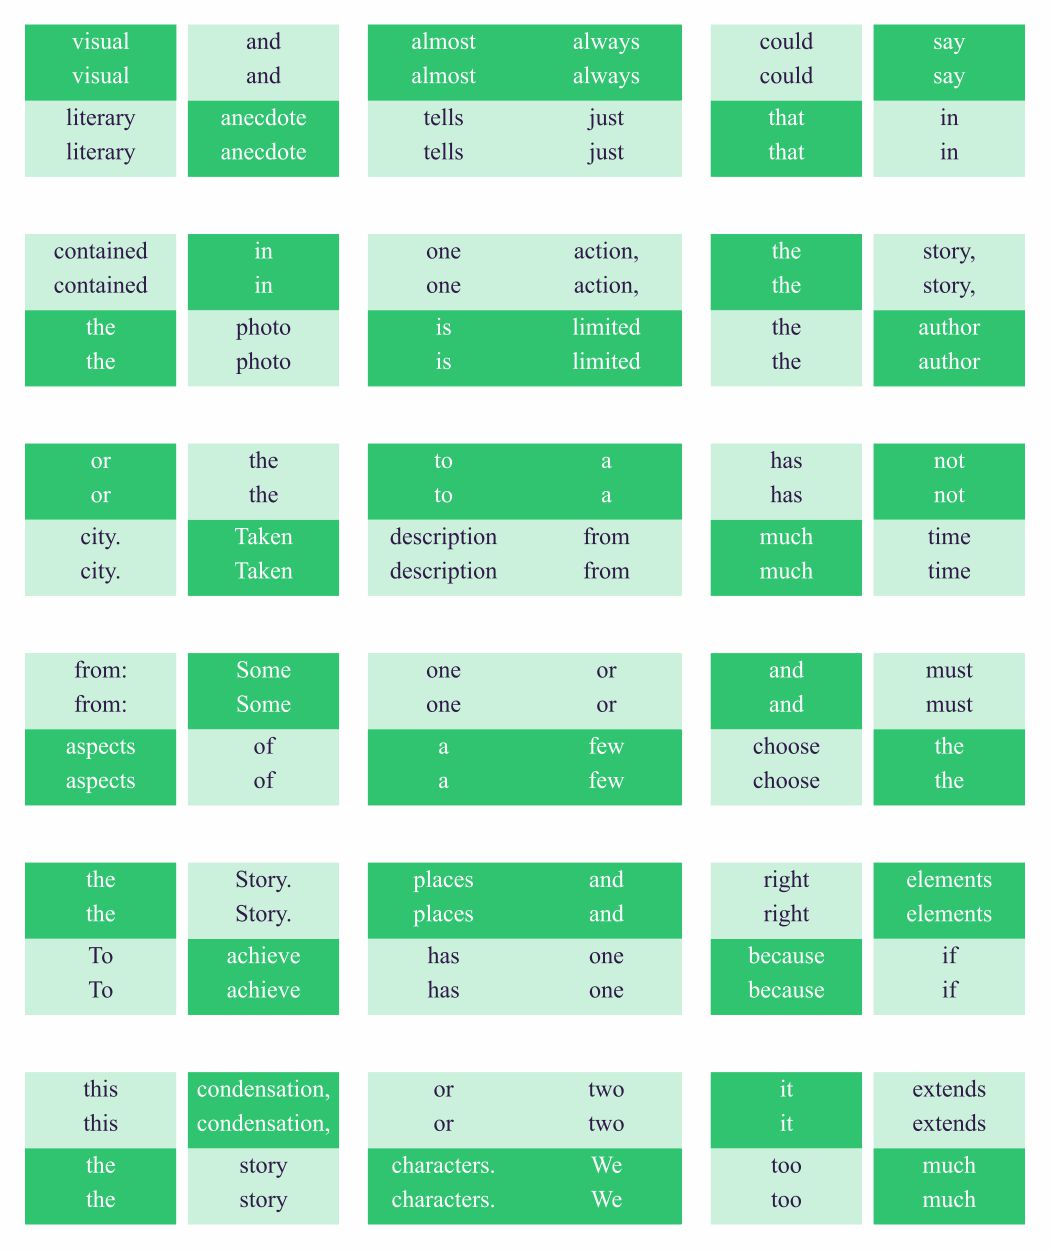 visual and almost always could say
visual and almost always could say
literary anecdote tells just that in
literary anecdote tells just that in
contained in one action, the story,
contained in one action, the story,
the photo is limited the author
the photo is limited the author
or the to a has not
or the to a has not
city. Taken description from much time
city. Taken description from much time
from: Some one or and must
from: Some one or and must
aspects of a few choose the
aspects of a few choose the
the Story. places and right elements
the Story. places and right elements
To achieve has one because if
To achieve has one because if
this condensation, or two it extends
this condensation, or two it extends
the story characters. We too much
the story characters. We too much